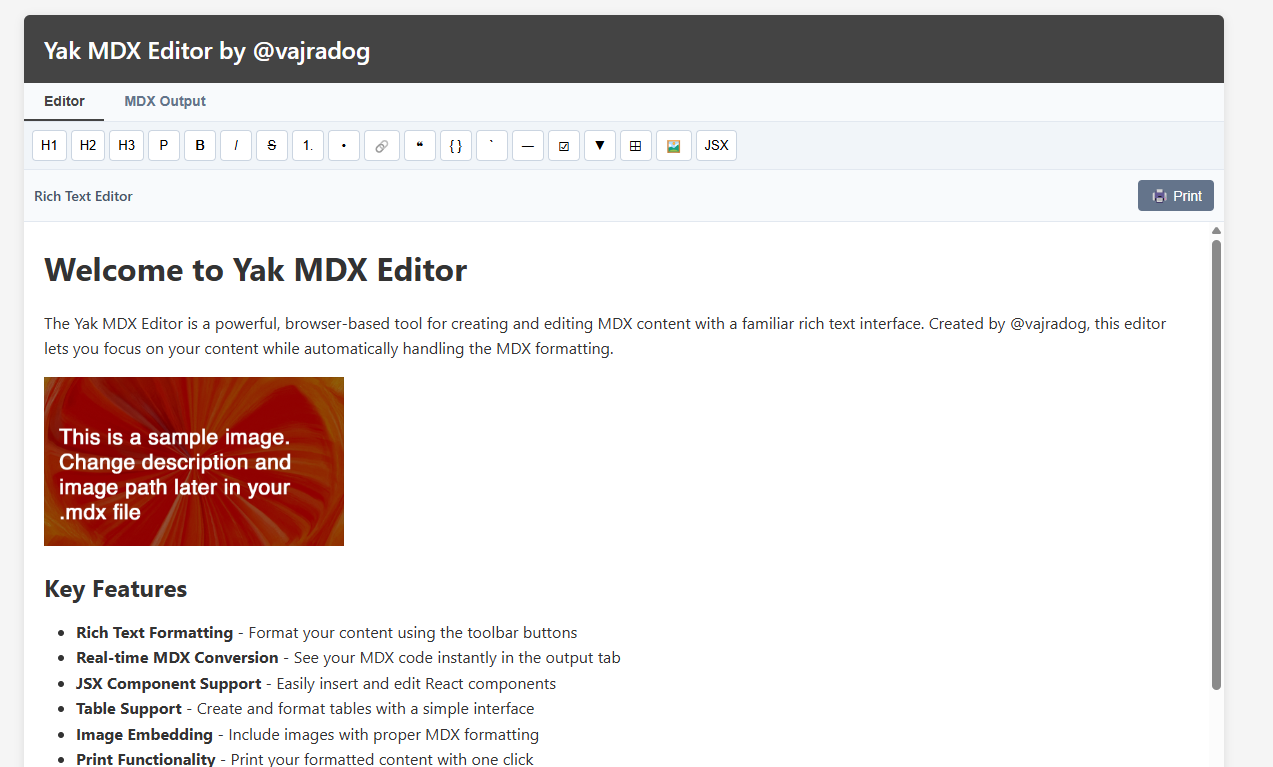 Yak MDX Editor by @vajradog
Editor MDX Output
H1 H2 H3 P B I S 1. • ❝ { } ` — ☑ ▼ ⊞ JSX
Rich Text Editor Print
Welcome to Yak MDX Editor
The Yak MDX Editor is a powerful, browser-based tool for creating and editing MDX content with a familiar rich text interface. Created by @vajradog, this editor
lets you focus on your content while automatically handling the MDX formatting.
This is a sample image.
Change description and
image path later in your
.mdx file
Key Features
• Rich Text Formatting - Format your content using the toolbar buttons
• Real-time MDX Conversion - See your MDX code instantly in the output tab
• JSX Component Support - Easily insert and edit React components
• Table Support - Create and format tables with a simple interface
• Image Embedding - Include images with proper MDX formatting
• Print Functionality - Print your formatted content with one click